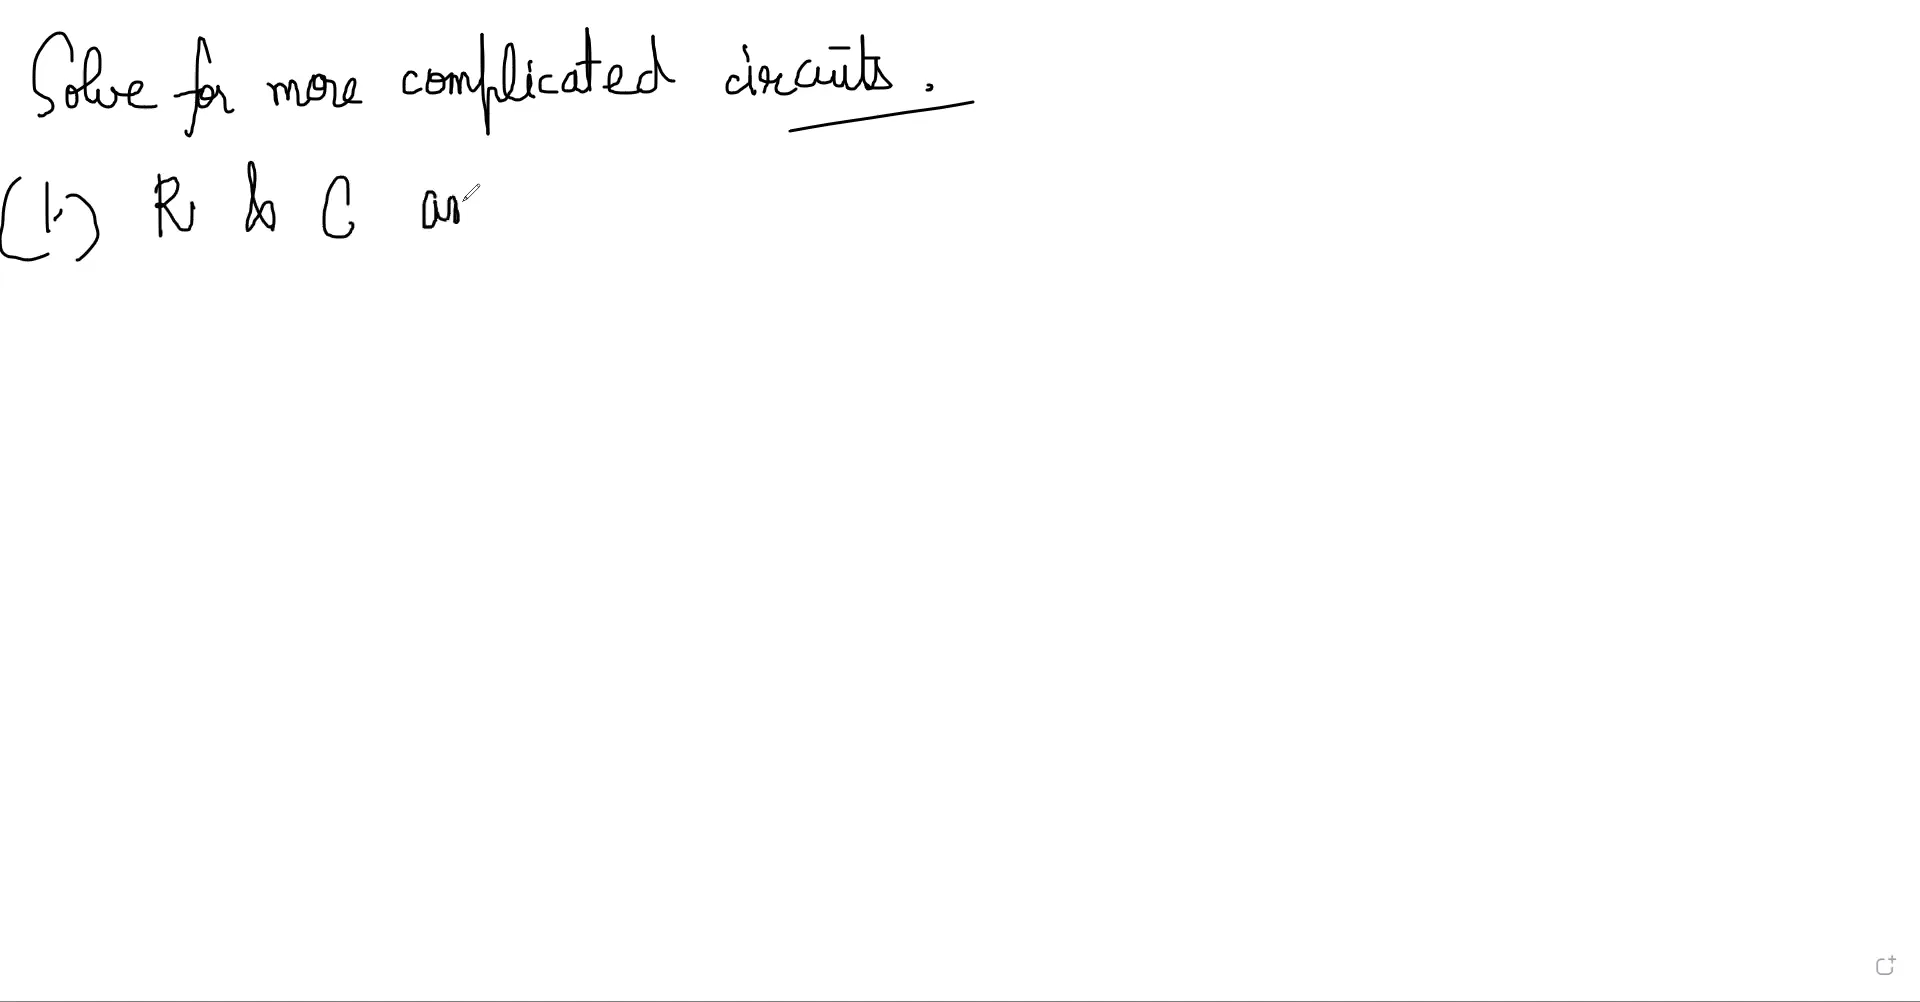 Solve for more complicated circuits.
(1.) R & C ar